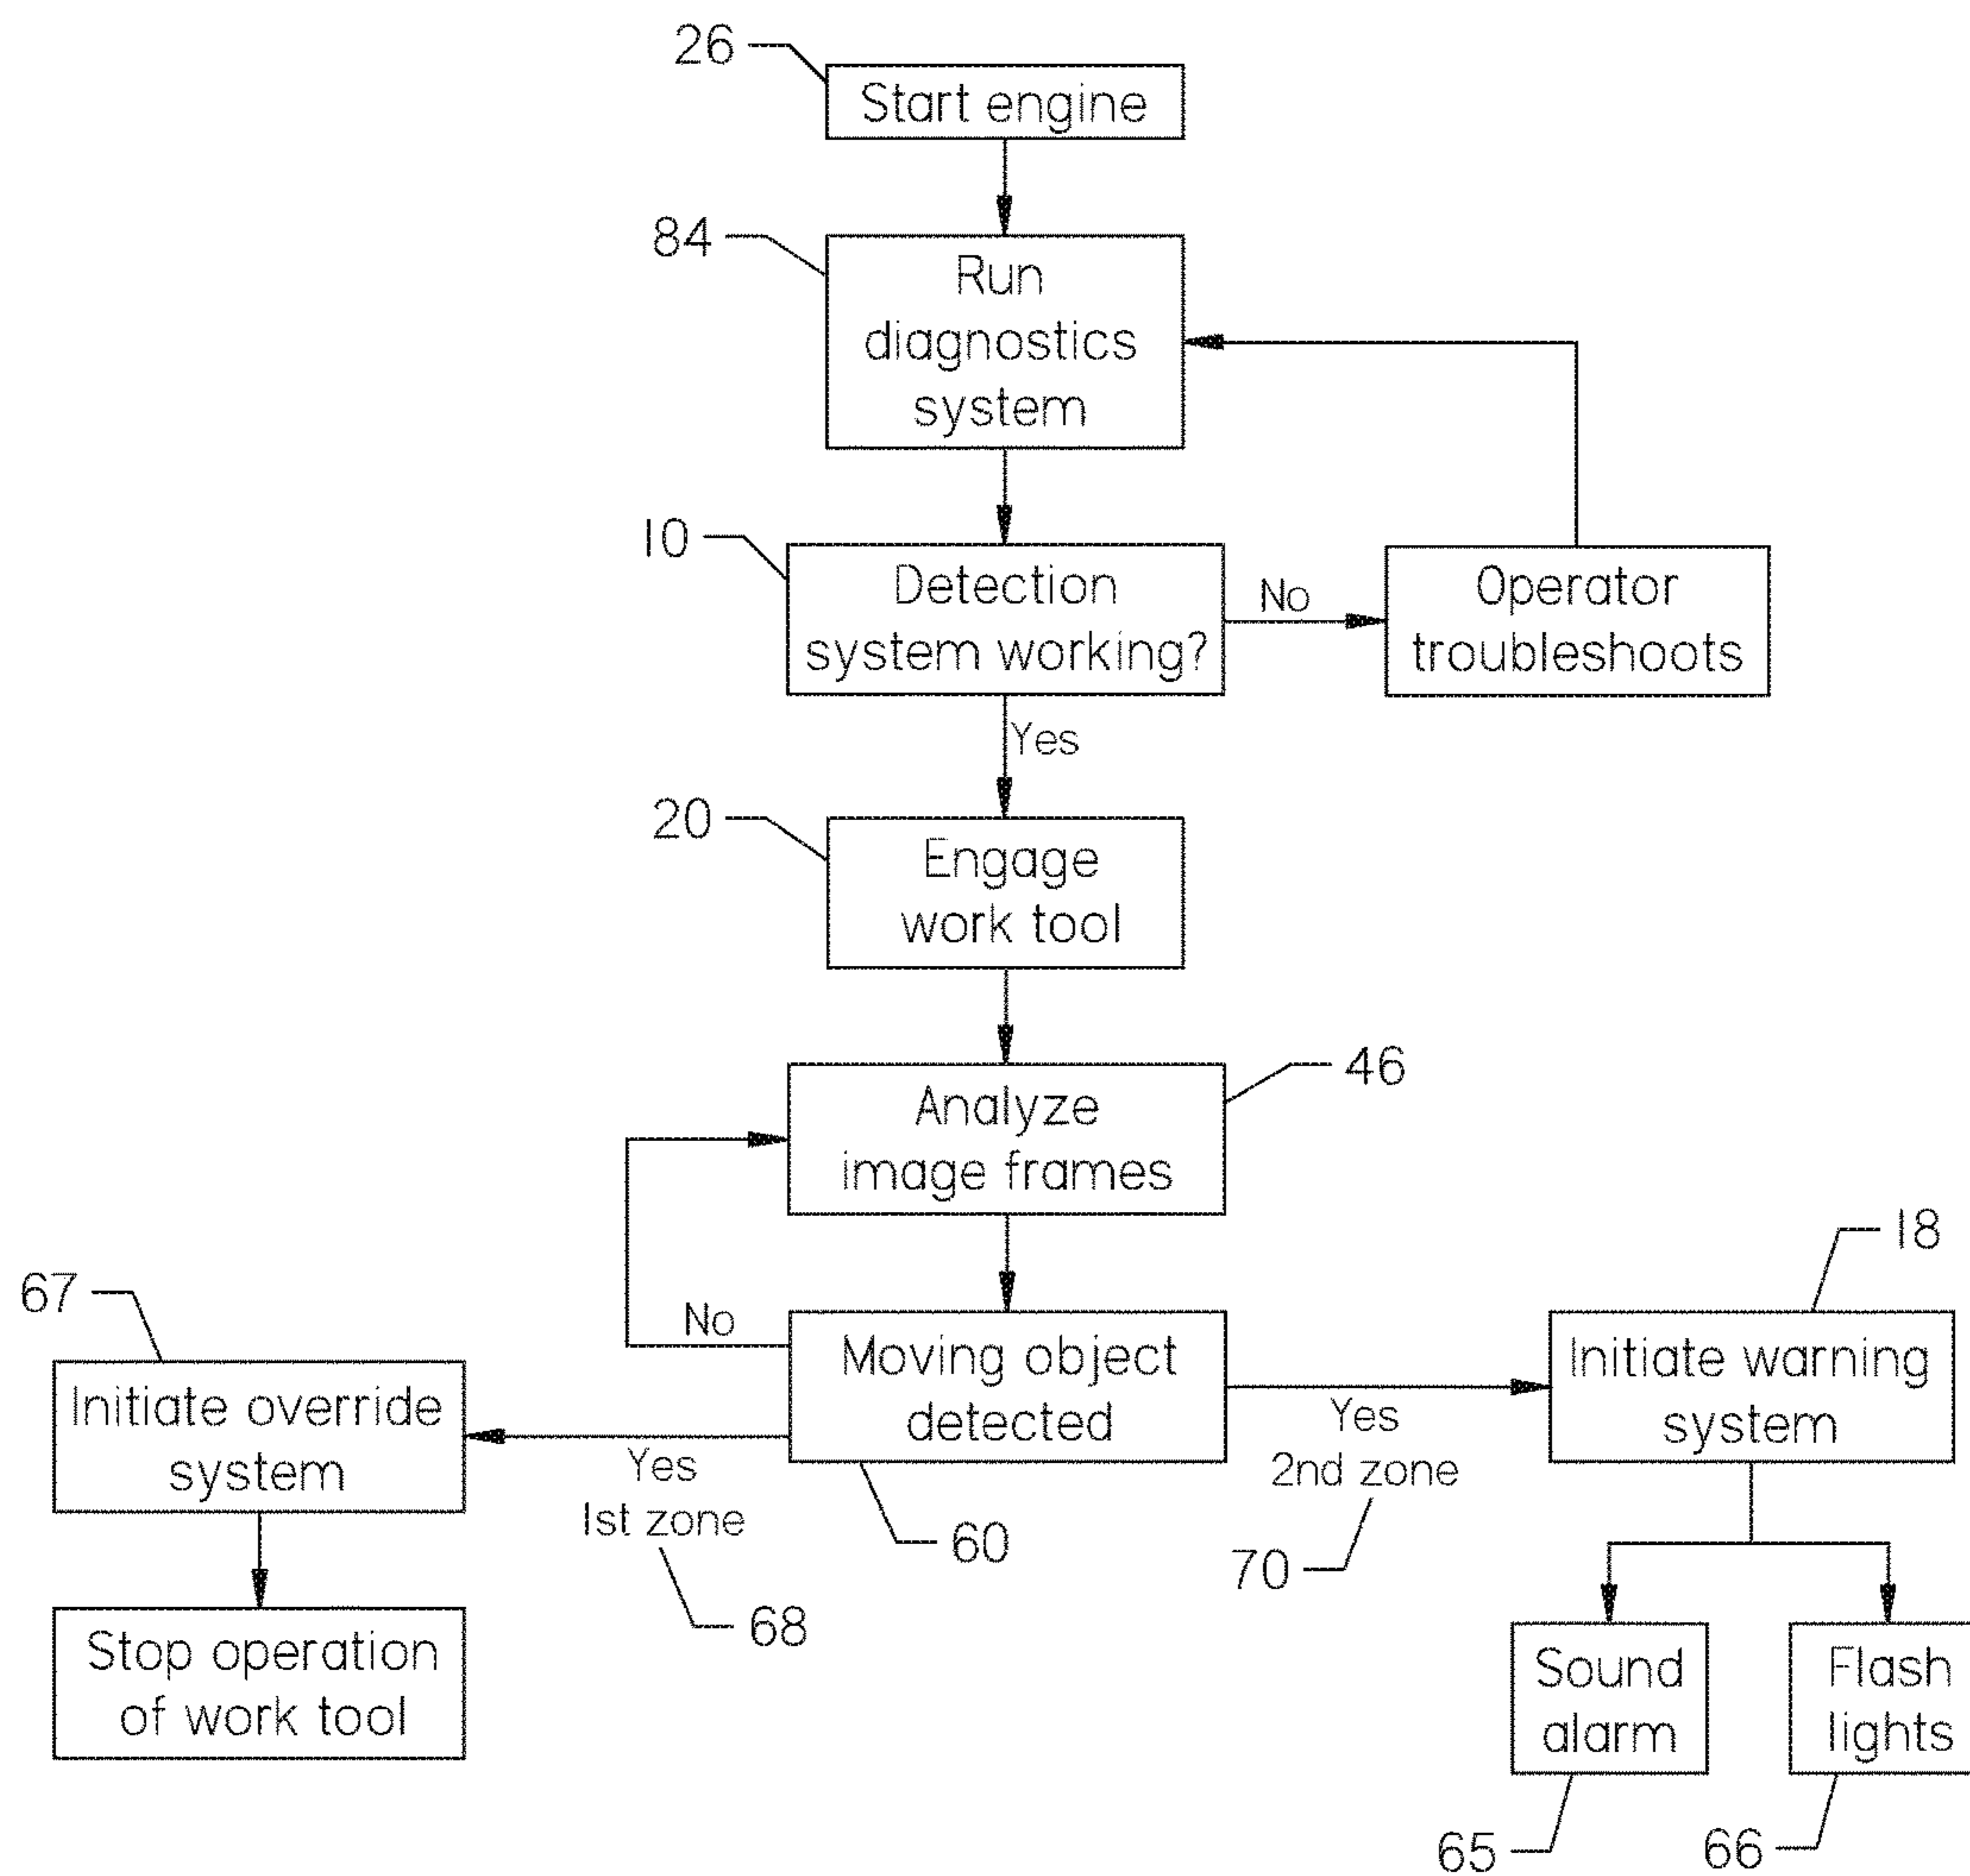 26
Start engine
84
Run
diagnostics
system
10
Detection
system working?
No
Operator
troubleshoots
Yes
20
Engage
work tool
46
Analyze
image frames
18
67
No
Moving object
detected
Initiate warning
system
Initiate override
system
Yes
1st zone
Yes
2nd zone
60
70
68
Stop operation
of work tool
Sound
alarm
Flash
lights
65
66